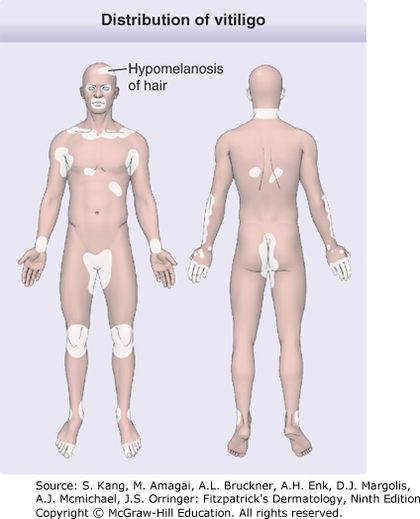 Distribution of vitiligo
Hypomelanosis
of hair
Source: S. Kang, M. Amagai, A.L. Bruckner, A.H. Enk, D.J. Margolis,
A.J. Mcmichael, J.S. Orringer: Fitzpatrick's Dermatology, Ninth Edition
Copyright © McGraw-Hill Education. All rights reserved.